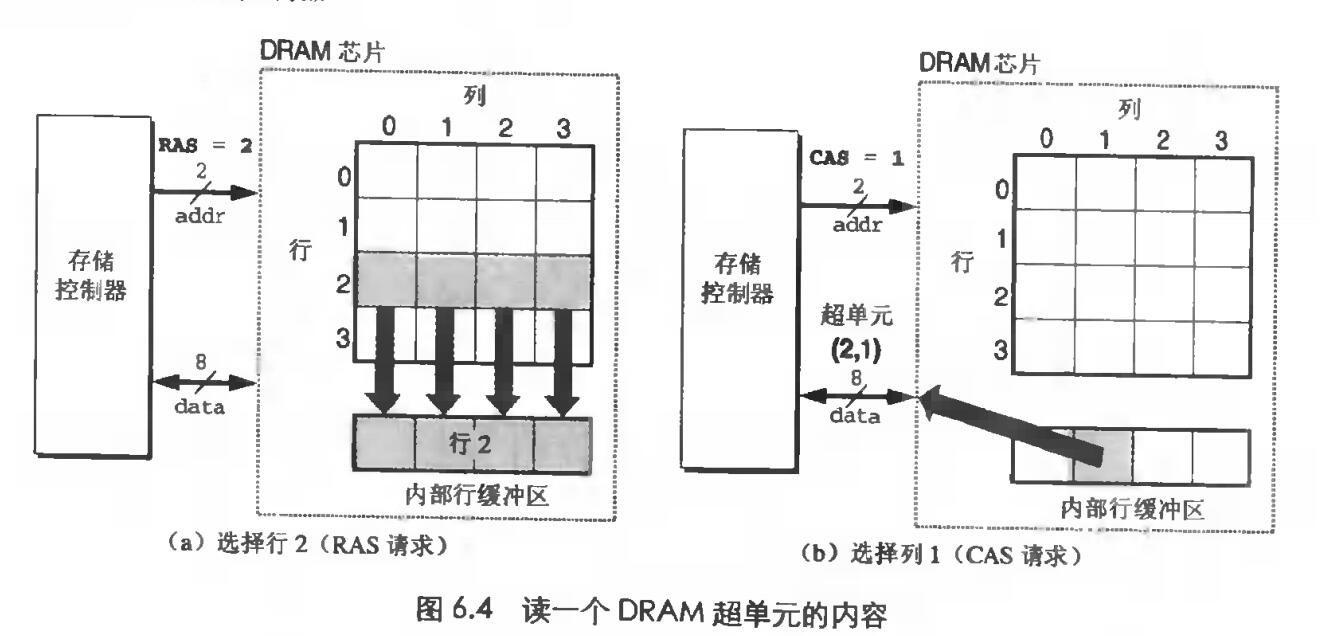 DRAM 芯片
列
0 1 2 3
RAS = 2
2
addr
行
0
1
2
3
存储
控制器
8
data
行 2
内部行缓冲区
(a) 选择行 2（RAS 请求）
DRAM 芯片
列
0 1 2 3
CAS = 1
2
addr
行
0
1
2
3
存储
控制器
超单元
(2,1)
8
data
内部行缓冲区
(b) 选择列 1（CAS 请求）
图 6.4 读一个 DRAM 超单元的内容